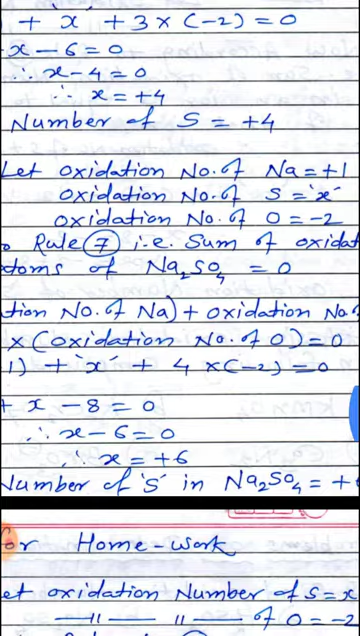 + 'x' + 3 × (-2) = 0
x - 6 = 0
∴ x - 4 = 0
∴ x = +4
Number of S = +4
Let oxidation No. of Na = +1
oxidation No. of S = 'x'
oxidation No. of O = -2
o Rule (7) i.e. Sum of oxidat
atoms of Na₂SO₄ = 0
tion No. of Na) + oxidation No. o
× (oxidation No. of O) = 0
1) + 'x' + 4 × (-2) = 0
+ x - 8 = 0
∴ x - 6 = 0
∴ x = +6
Number of 'S' in Na₂SO₄ = +
for Home-work
et oxidation Number of S = x
—— " —— " —— of O = -2